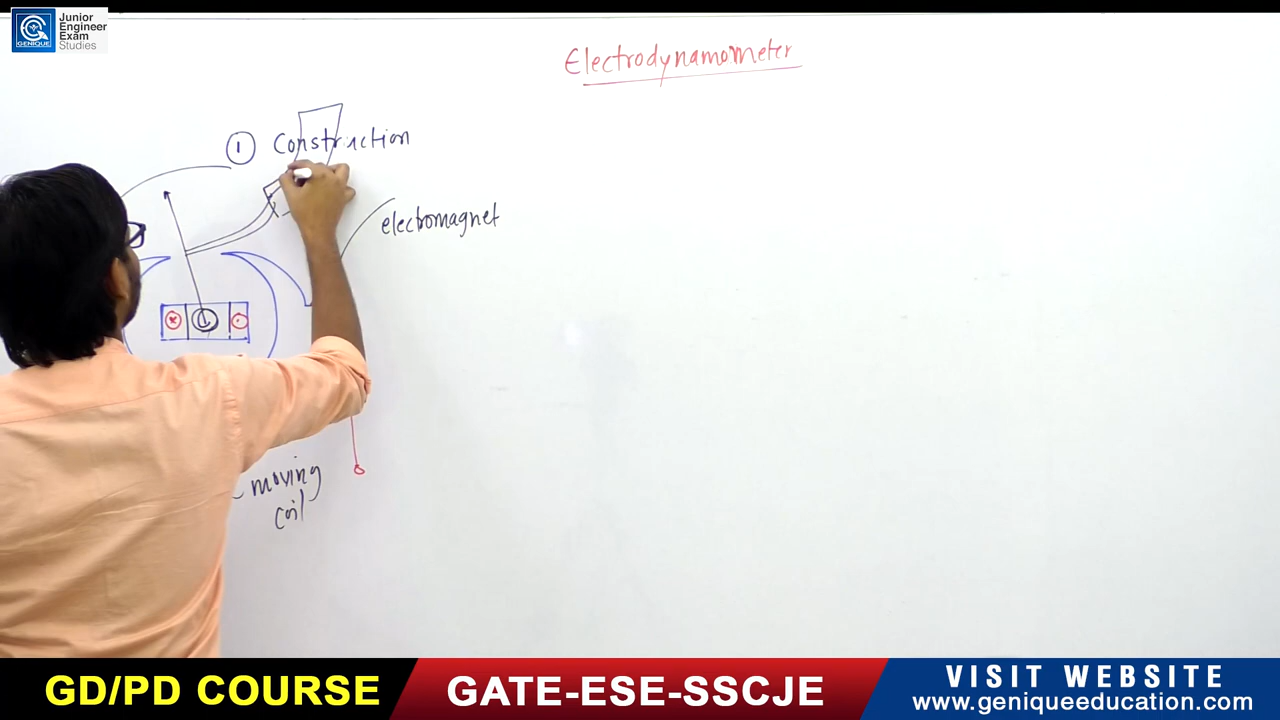 GENIQUE
Junior
Engineer
Exam
Studies
Electrodynamometer
1 Construction
electromagnet
moving
coil
GD/PD COURSE
GATE-ESE-SSCJE
VISIT WEBSITE
www.geniqueeducation.com